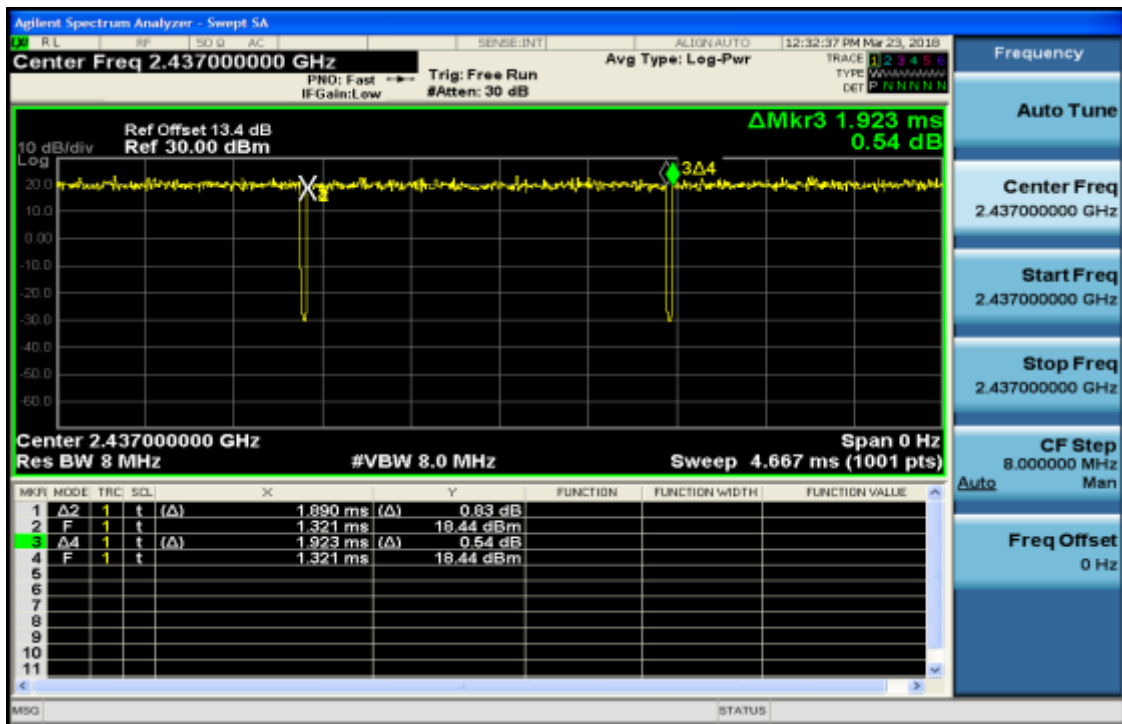 Agilent Spectrum Analyzer - Swept SA
RL RF 50 Ω AC SENSE:INT ALIGN AUTO 12:32:37 PM Mar 23, 2018
Center Freq 2.437000000 GHz
PNO: Fast
IFGain:Low
Trig: Free Run
#Atten: 30 dB
Avg Type: Log-Pwr
TRACE 1 2 3 4 5 6
TYPE
DET P N N N N N
Ref Offset 13.4 dB
Ref 30.00 dBm
10 dB/div
Log
ΔMkr3 1.923 ms
0.54 dB
3Δ4
20.0
10.0
0.00
-10.0
-20.0
-30.0
-40.0
-50.0
-60.0
Center 2.437000000 GHz Span 0 Hz
Res BW 8 MHz #VBW 8.0 MHz Sweep 4.667 ms (1001 pts)
MKR MODE TRC SCL X Y FUNCTION FUNCTION WIDTH FUNCTION VALUE
1 Δ2 1 t (Δ) 1.890 ms (Δ) 0.83 dB
2 F 1 t 1.321 ms 18.44 dBm
3 Δ4 1 t (Δ) 1.923 ms (Δ) 0.54 dB
4 F 1 t 1.321 ms 18.44 dBm
5
6
7
8
9
10
11
MSG STATUS
Frequency
Auto Tune
Center Freq
2.437000000 GHz
Start Freq
2.437000000 GHz
Stop Freq
2.437000000 GHz
CF Step
8.000000 MHz
Auto Man
Freq Offset
0 Hz